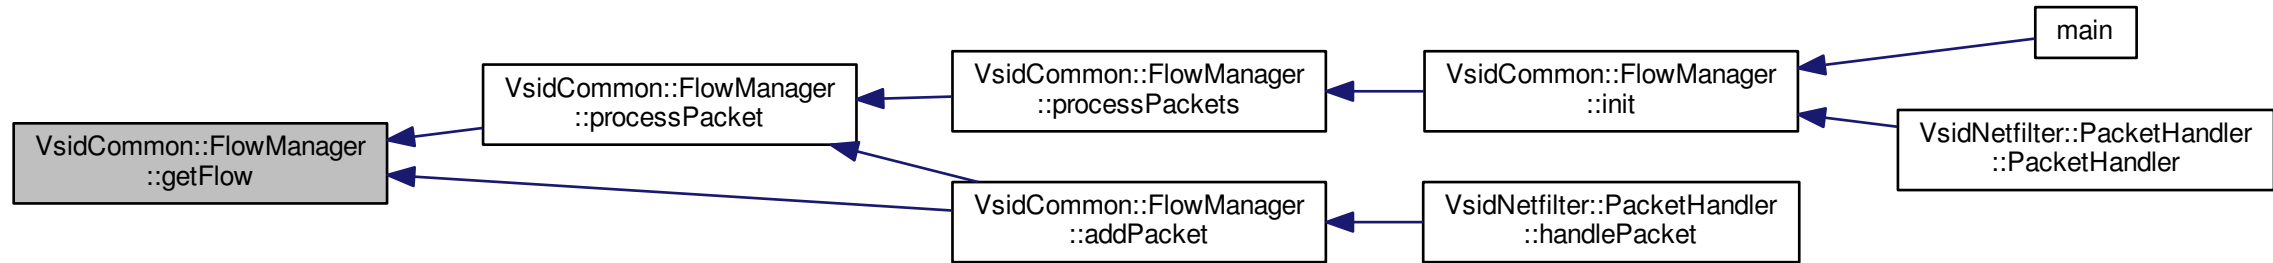 VsidCommon::FlowManager
::getFlow
VsidCommon::FlowManager
::processPacket
VsidCommon::FlowManager
::processPackets
VsidCommon::FlowManager
::init
main
VsidNetfilter::PacketHandler
::PacketHandler
VsidCommon::FlowManager
::addPacket
VsidNetfilter::PacketHandler
::handlePacket